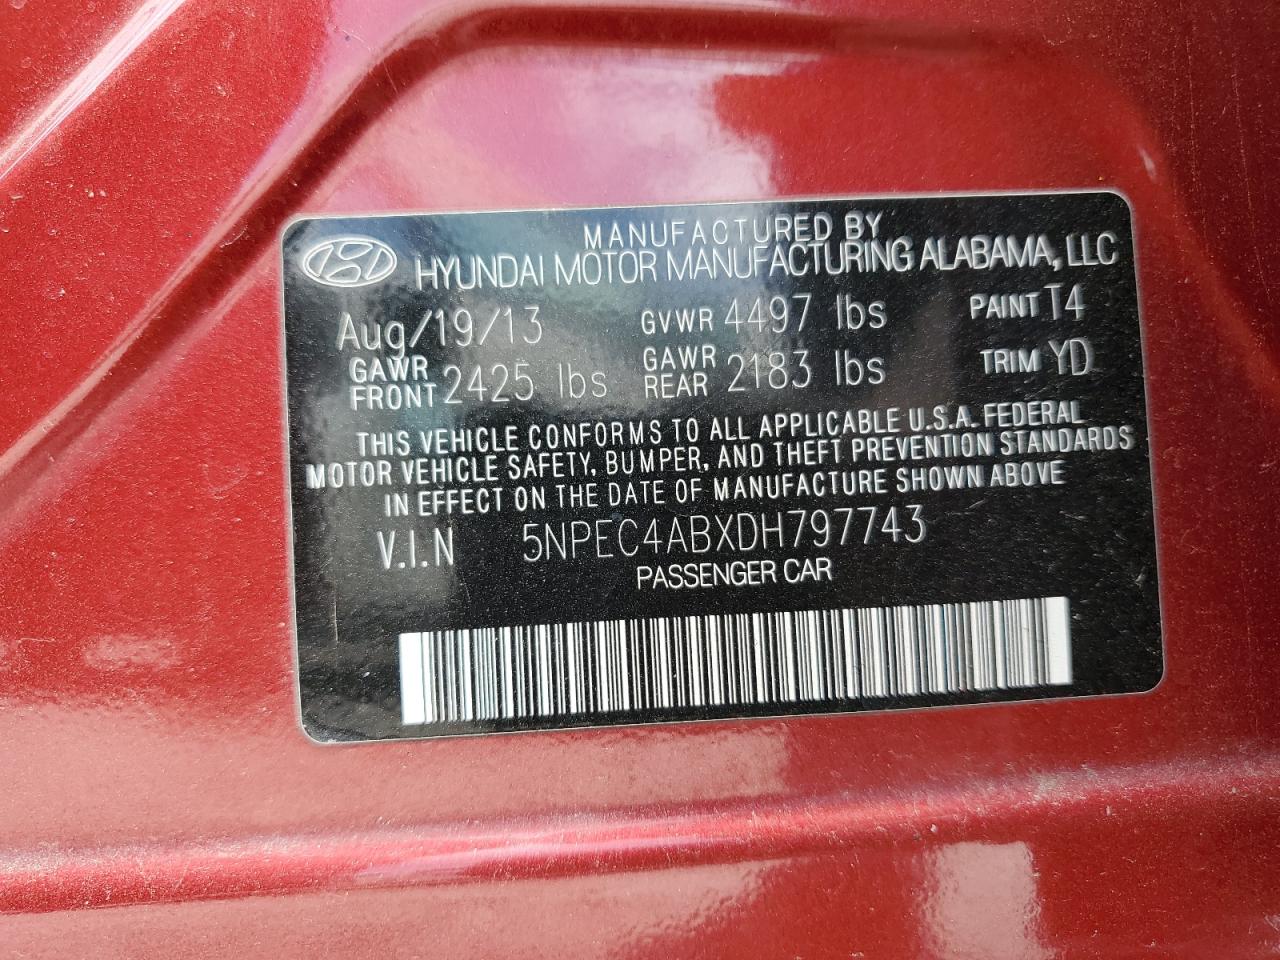 MANUFACTURED BY
HYUNDAI MOTOR MANUFACTURING ALABAMA, LLC
Aug/19/13 GVWR 4497 lbs PAINT T4
GAWR FRONT 2425 lbs GAWR REAR 2183 lbs TRIM YD
THIS VEHICLE CONFORMS TO ALL APPLICABLE U.S.A. FEDERAL
MOTOR VEHICLE SAFETY, BUMPER, AND THEFT PREVENTION STANDARDS
IN EFFECT ON THE DATE OF MANUFACTURE SHOWN ABOVE
V.I.N 5NPEC4ABXDH797743
PASSENGER CAR